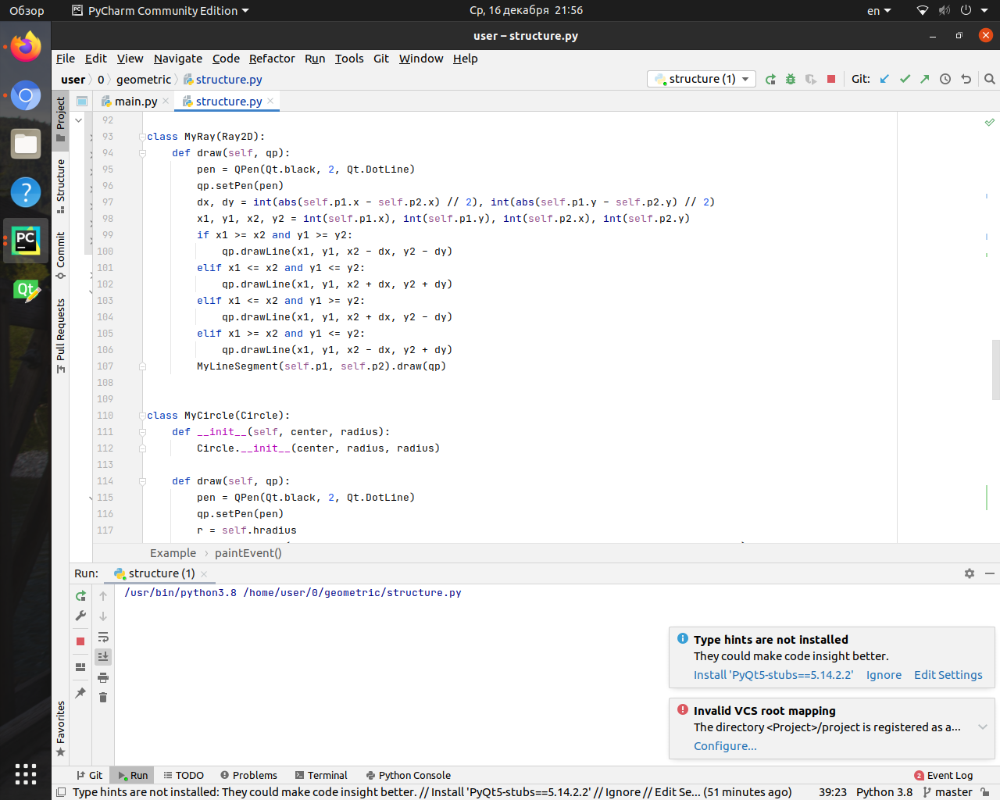 Обзор PyCharm Community Edition Ср, 16 декабря 21:56 en
user – structure.py
File Edit View Navigate Code Refactor Run Tools Git Window Help
user 0 geometric structure.py structure (1) Git:
main.py structure.py
Project
Structure
Commit
Pull Requests
Favorites
92
93 class MyRay(Ray2D):
94 def draw(self, qp):
95 pen = QPen(Qt.black, 2, Qt.DotLine)
96 qp.setPen(pen)
97 dx, dy = int(abs(self.p1.x - self.p2.x) // 2), int(abs(self.p1.y - self.p2.y) // 2)
98 x1, y1, x2, y2 = int(self.p1.x), int(self.p1.y), int(self.p2.x), int(self.p2.y)
99 if x1 >= x2 and y1 >= y2:
100 qp.drawLine(x1, y1, x2 - dx, y2 - dy)
101 elif x1 <= x2 and y1 <= y2:
102 qp.drawLine(x1, y1, x2 + dx, y2 + dy)
103 elif x1 <= x2 and y1 >= y2:
104 qp.drawLine(x1, y1, x2 + dx, y2 - dy)
105 elif x1 >= x2 and y1 <= y2:
106 qp.drawLine(x1, y1, x2 - dx, y2 + dy)
107 MyLineSegment(self.p1, self.p2).draw(qp)
108
109
110 class MyCircle(Circle):
111 def __init__(self, center, radius):
112 Circle.__init__(center, radius, radius)
113
114 def draw(self, qp):
115 pen = QPen(Qt.black, 2, Qt.DotLine)
116 qp.setPen(pen)
117 r = self.hradius
Example paintEvent()
Run: structure (1)
/usr/bin/python3.8 /home/user/0/geometric/structure.py
Type hints are not installed
They could make code insight better.
Install 'PyQt5-stubs==5.14.2.2' Ignore Edit Settings
Invalid VCS root mapping
The directory <Project>/project is registered as a...
Configure...
Git Run TODO Problems Terminal Python Console 2 Event Log
Type hints are not installed: They could make code insight better. // Install 'PyQt5-stubs==5.14.2.2' // Ignore // Edit Se... (51 minutes ago) 39:23 Python 3.8 master